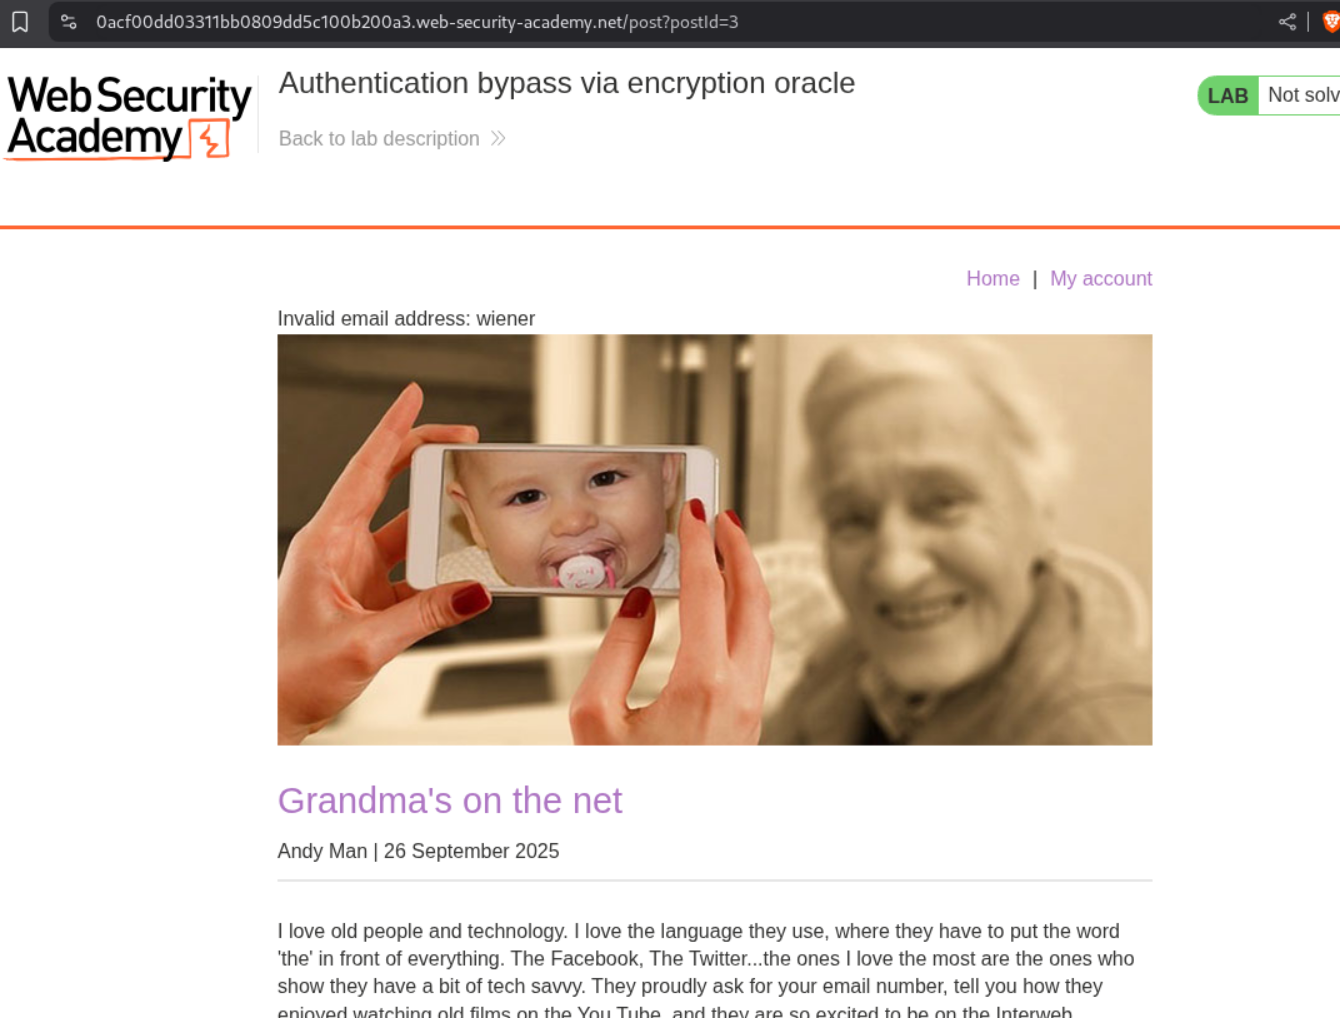 0acf00dd03311bb0809dd5c100b200a3.web-security-academy.net/post?postId=3
Web Security
Academy
Authentication bypass via encryption oracle
Back to lab description
LAB Not solv
Home | My account
Invalid email address: wiener
Grandma's on the net
Andy Man | 26 September 2025
I love old people and technology. I love the language they use, where they have to put the word
'the' in front of everything. The Facebook, The Twitter...the ones I love the most are the ones who
show they have a bit of tech savvy. They proudly ask for your email number, tell you how they
enjoyed watching old films on the You Tube, and they are so excited to be on the Interweb.